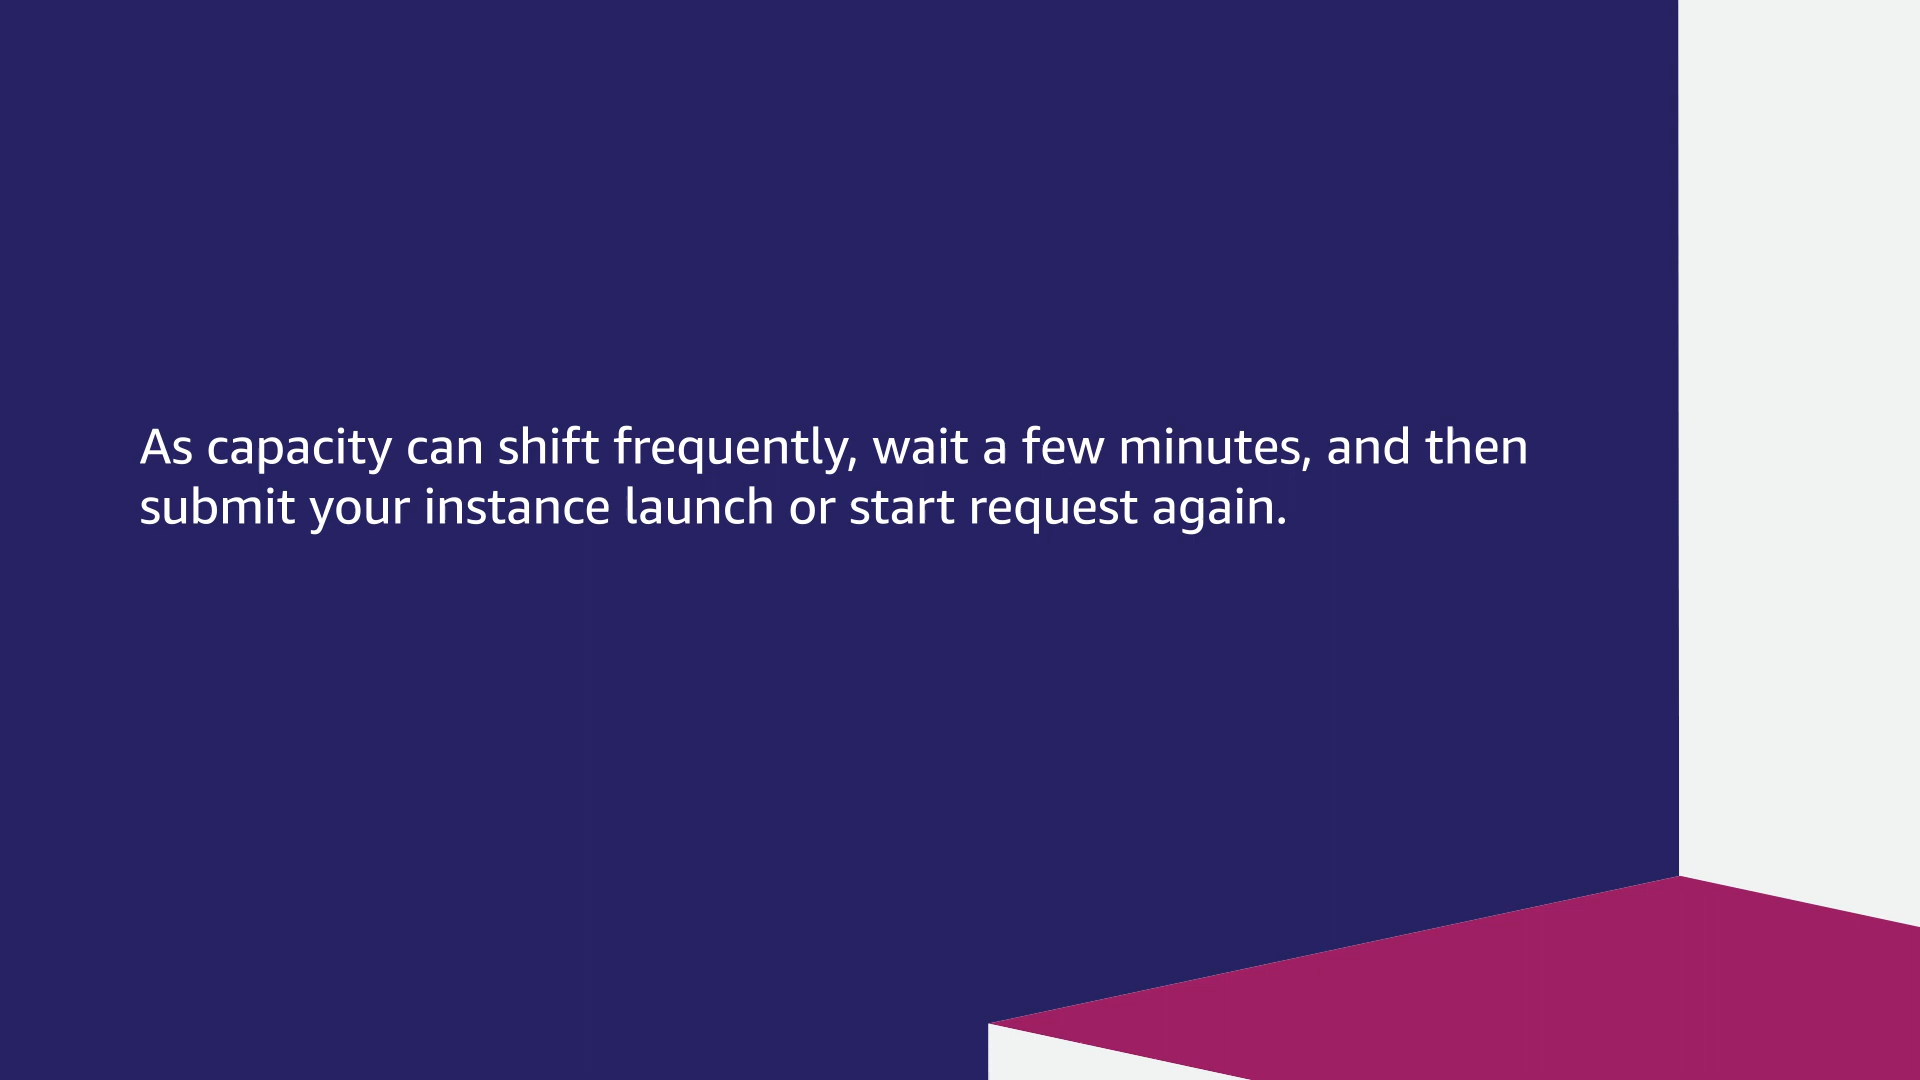 As capacity can shift frequently, wait a few minutes, and then
submit your instance launch or start request again.